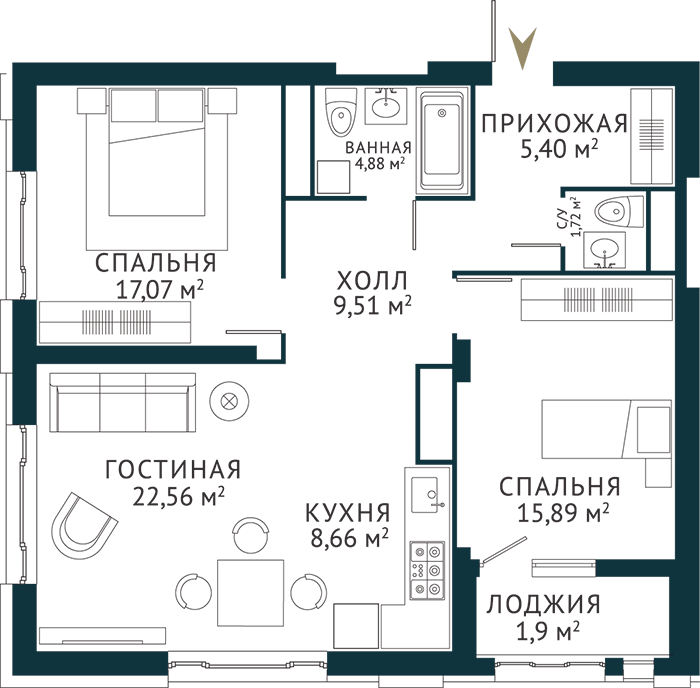 ПРИХОЖАЯ
5,40 м²
ВАННАЯ
4,88 м²
С/У
1,72 м²
СПАЛЬНЯ
17,07 м²
ХОЛЛ
9,51 м²
ГОСТИНАЯ
22,56 м²
КУХНЯ
8,66 м²
СПАЛЬНЯ
15,89 м²
ЛОДЖИЯ
1,9 м²